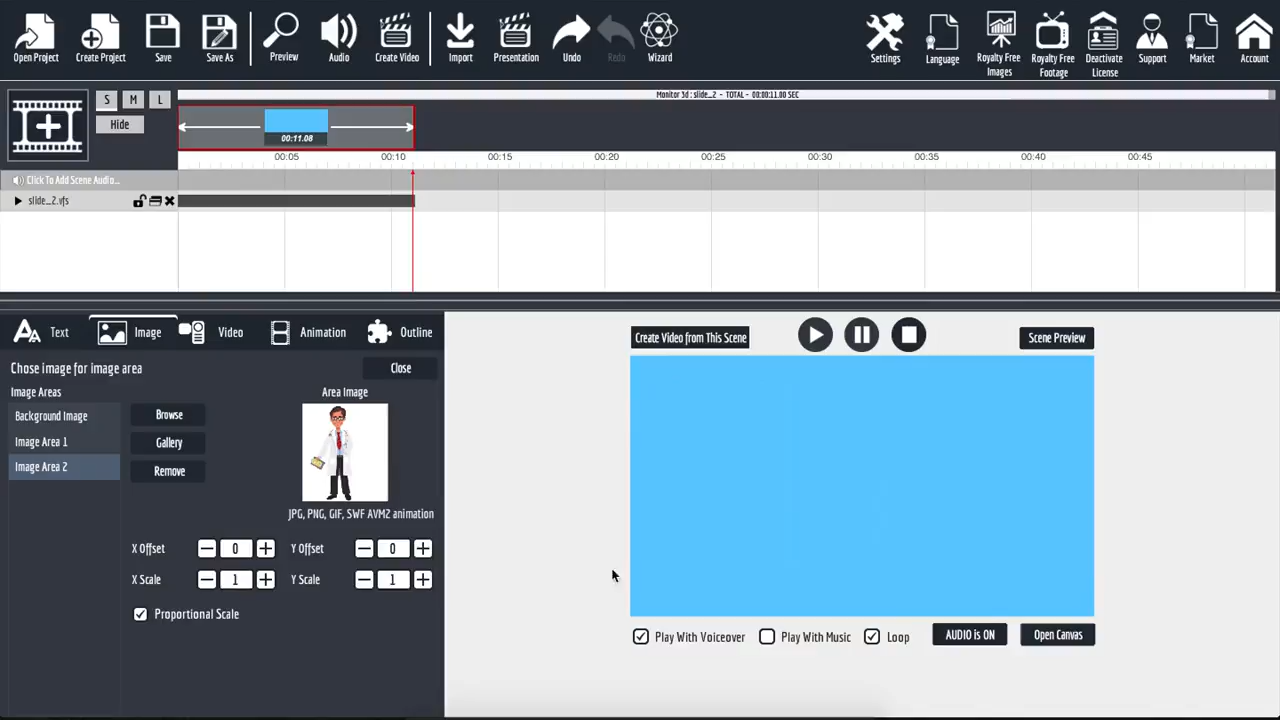 Open Project
Create Project
Save
Save As
Preview
Audio
Create Video
Import
Presentation
Undo
Redo
Wizard
Settings
Language
Royalty Free
Images
Royalty Free
Footage
Deactivate
License
Support
Market
Account
S M L
Hide
Monitor 3d : slide_2 - TOTAL - 00:00:11.00 SEC
00:11.08
00:05 00:10 00:15 00:20 00:25 00:30 00:35 00:40 00:45
Click To Add Scene Audio...
slide_2.vfs
Text Image Video Animation Outline
Chose image for image area
Close
Image Areas
Background Image
Image Area 1
Image Area 2
Browse
Gallery
Remove
Area Image
JPG, PNG, GIF, SWF AVM2 animation
X Offset 0 Y Offset 0
X Scale 1 Y Scale 1
Proportional Scale
Create Video from This Scene
Scene Preview
Play With Voiceover Play With Music Loop AUDIO is ON Open Canvas